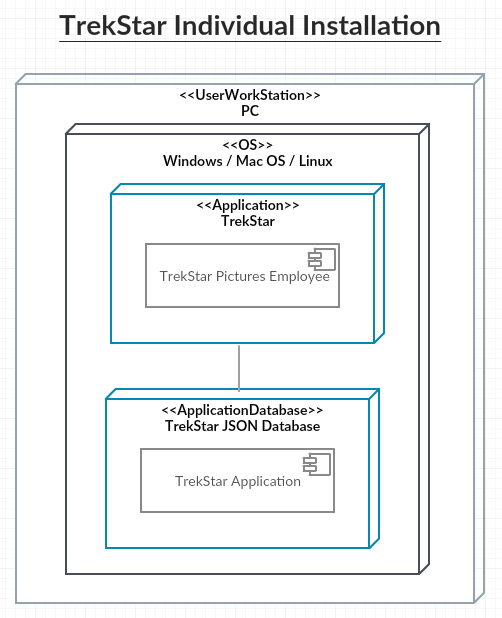 TrekStar Individual Installation
<<UserWorkStation>>
PC
<<OS>>
Windows / Mac OS / Linux
<<Application>>
TrekStar
TrekStar Pictures Employee
<<ApplicationDatabase>>
TrekStar JSON Database
TrekStar Application